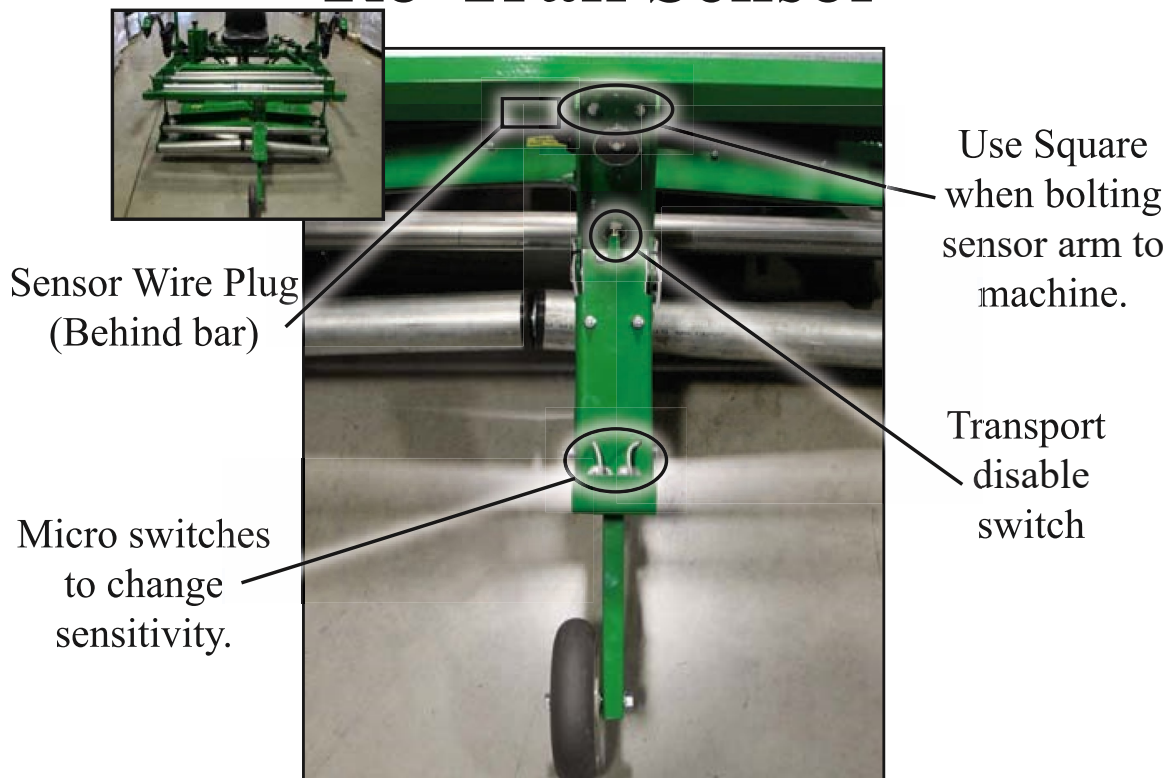 Sensor
Use Square
when bolting
sensor arm to
machine.
Sensor Wire Plug
(Behind bar)
Transport
disable
switch
Micro switches
to change
sensitivity.